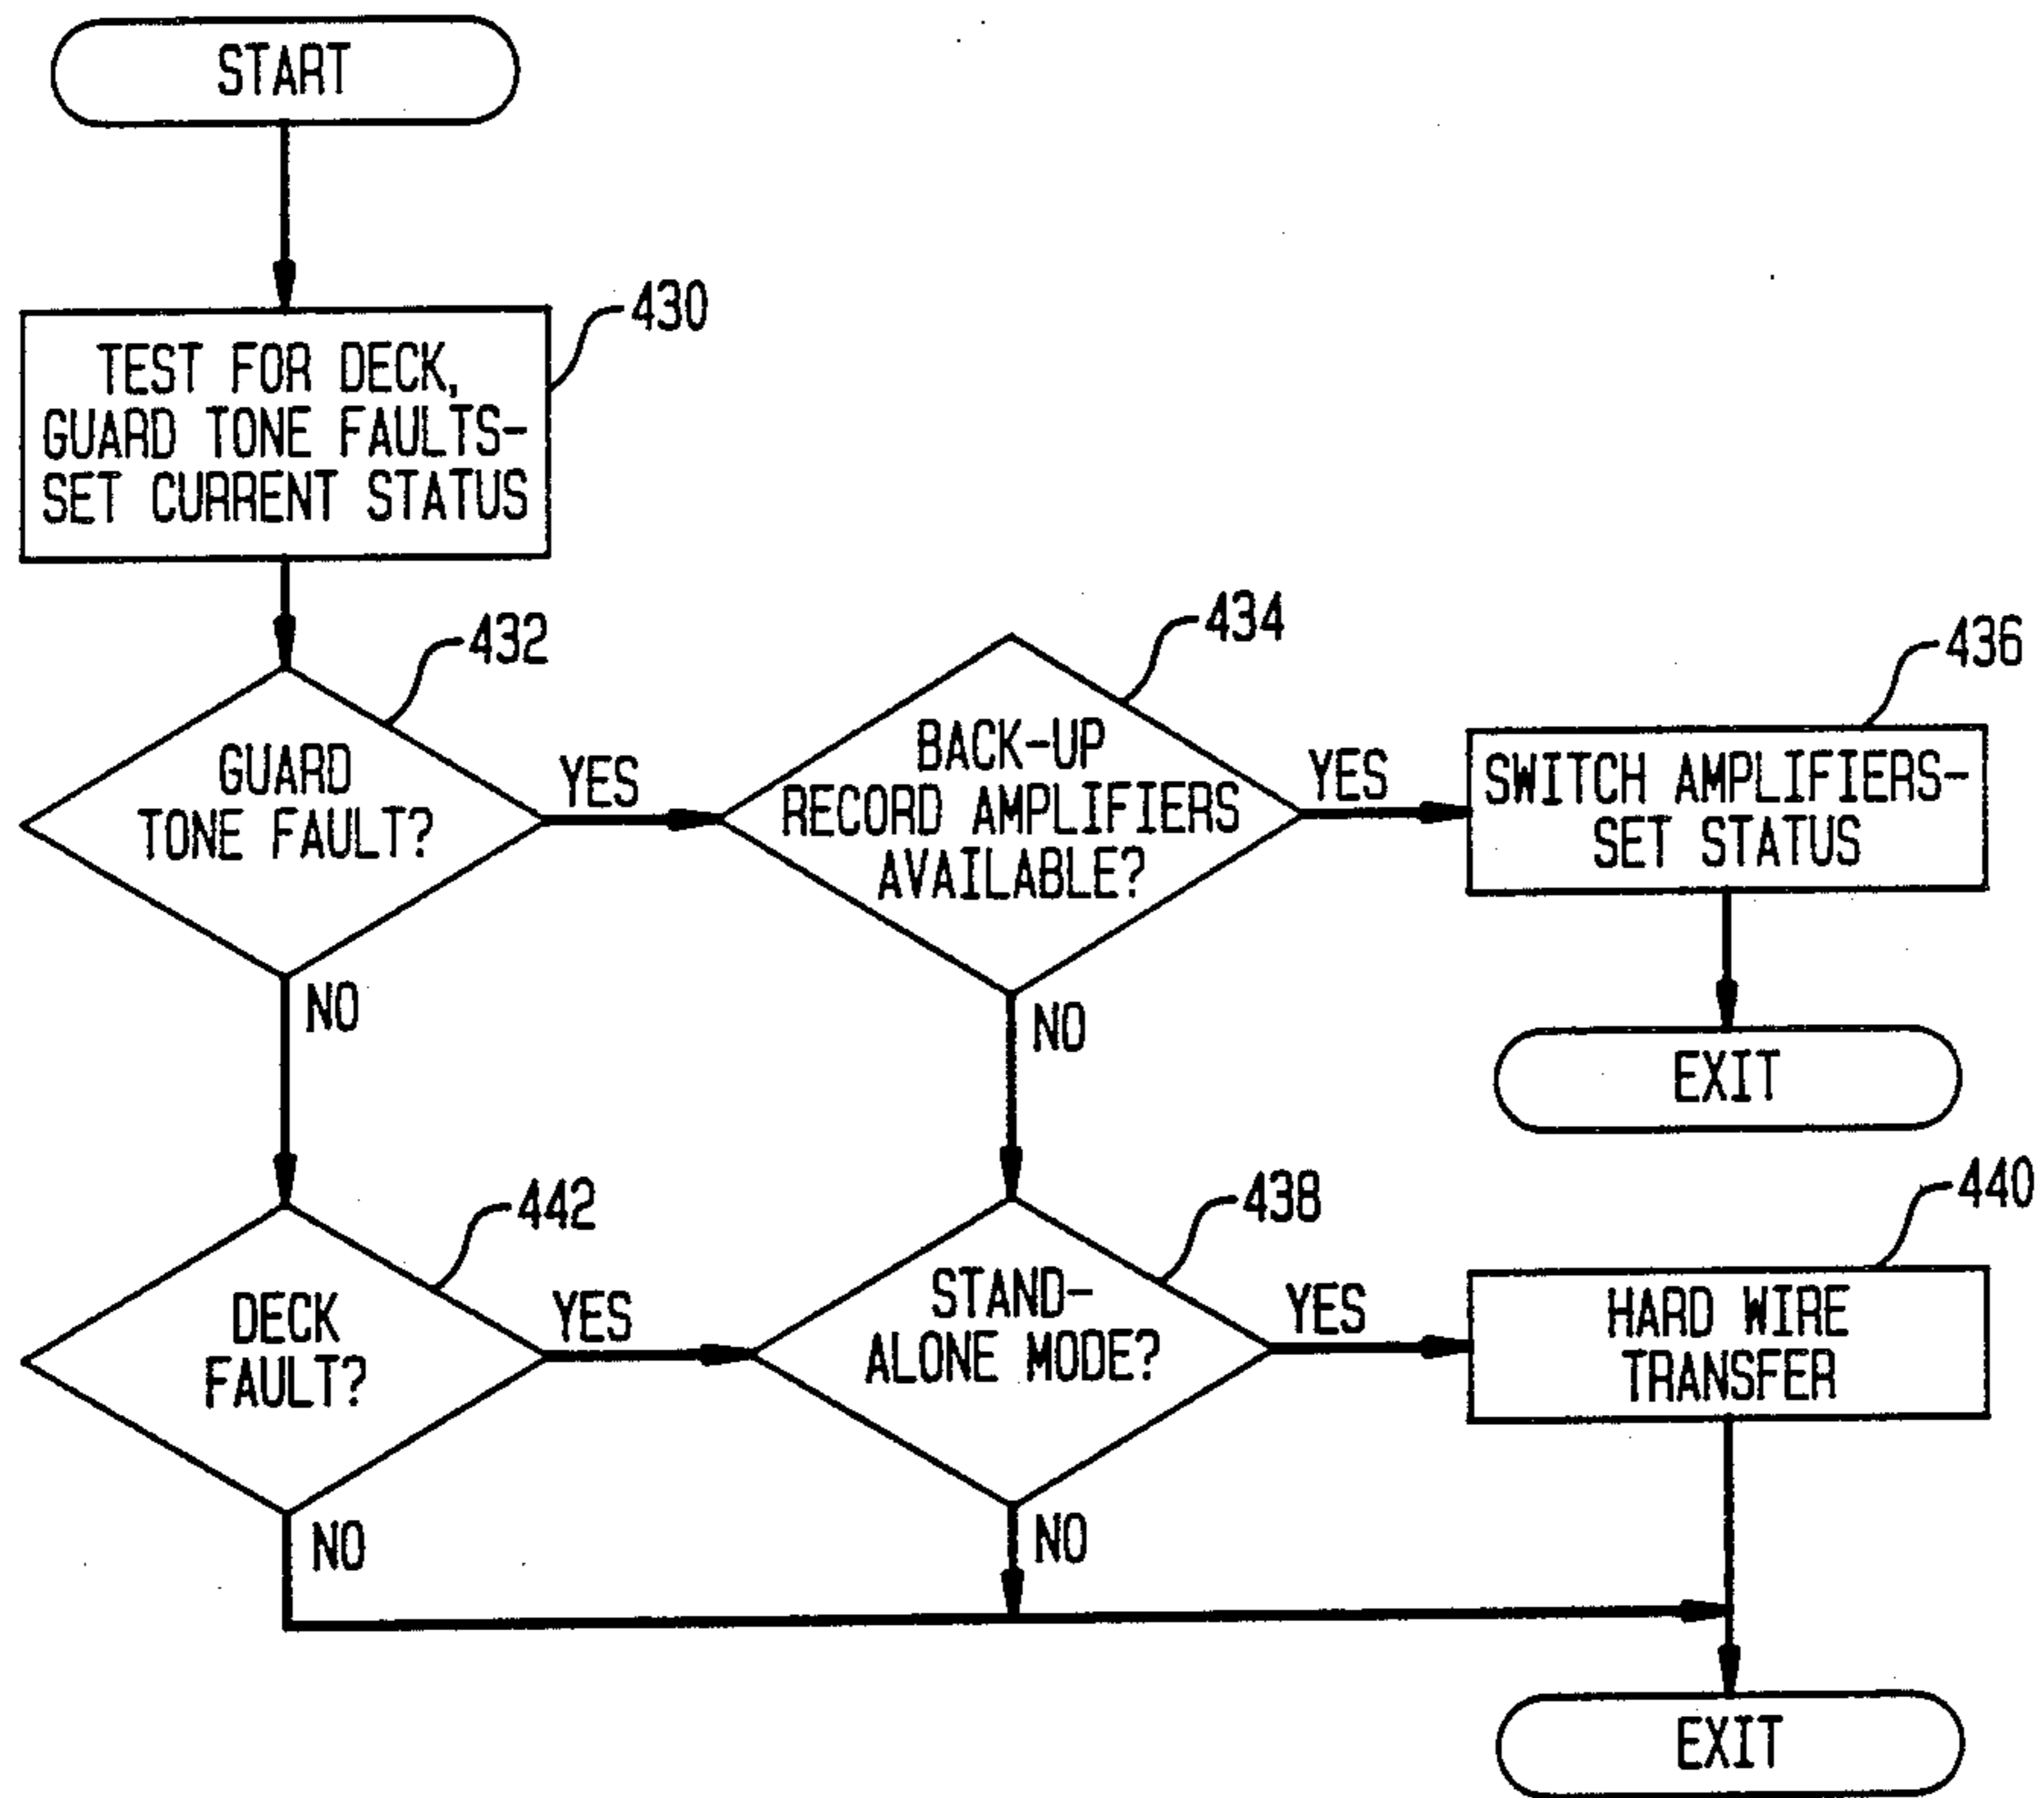 START
430
TEST FOR DECK,
GUARD TONE FAULTS-
SET CURRENT STATUS
432
GUARD
TONE FAULT?
YES
NO
434
BACK-UP
RECORD AMPLIFIERS
AVAILABLE?
YES
NO
436
SWITCH AMPLIFIERS-
SET STATUS
EXIT
442
DECK
FAULT?
YES
NO
438
STAND-
ALONE MODE?
YES
NO
440
HARD WIRE
TRANSFER
EXIT